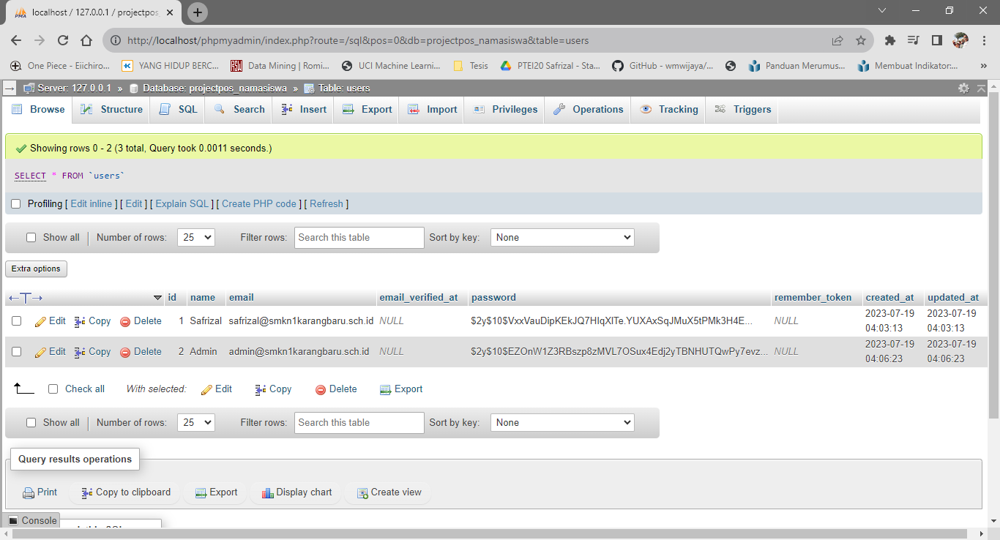 localhost / 127.0.0.1 / projectpos_
http://localhost/phpmyadmin/index.php?route=/sql&pos=0&db=projectpos_namasiswa&table=users
One Piece - Eiichiro... YANG HIDUP BERC... Data Mining | Romi... UCI Machine Learni... Tesis PTEI20 Safrizal - Sta... GitHub - wmwijaya/... Panduan Merumus... Membuat Indikator:... »
Server: 127.0.0.1 » Database: projectpos_namasiswa » Table: users
Browse Structure SQL Search Insert Export Import Privileges Operations Tracking Triggers
Showing rows 0 - 2 (3 total, Query took 0.0011 seconds.)
SELECT * FROM `users`
Profiling [ Edit inline ] [ Edit ] [ Explain SQL ] [ Create PHP code ] [ Refresh ]
Show all | Number of rows: 25 Filter rows: Search this table Sort by key: None
Extra options
←T→ id name email email_verified_at password remember_token created_at updated_at
Edit Copy Delete 1 Safrizal safrizal@smkn1karangbaru.sch.id NULL $2y$10$VxxVauDipKEkJQ7HIqXlTe.YUXAxSqJMuX5tPMk3H4E... NULL 2023-07-19 04:03:13 2023-07-19 04:03:13
Edit Copy Delete 2 Admin admin@smkn1karangbaru.sch.id NULL $2y$10$EZOnW1Z3RBszp8zMVL7OSux4Edj2yTBNHUTQwPy7evz... NULL 2023-07-19 04:06:23 2023-07-19 04:06:23
Check all With selected: Edit Copy Delete Export
Show all | Number of rows: 25 Filter rows: Search this table Sort by key: None
Query results operations
Print Copy to clipboard Export Display chart Create view
Console